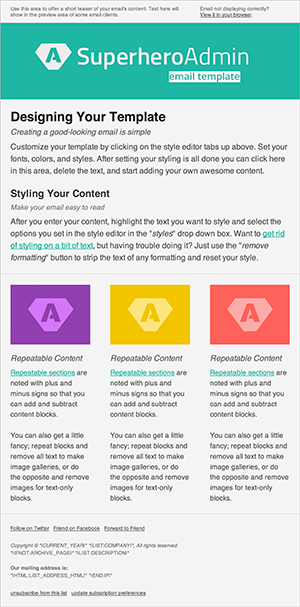 Use this area to offer a short teaser of your email's content. Text here will
show in the preview area of some email clients.
Email not displaying correctly?
View it in your browser.
A SuperheroAdmin
email template
Designing Your Template
Creating a good-looking email is simple
Customize your template by clicking on the style editor tabs up above. Set your
fonts, colors, and styles. After setting your styling is all done you can click here
in this area, delete the text, and start adding your own awesome content.
Styling Your Content
Make your email easy to read
After you enter your content, highlight the text you want to style and select the
options you set in the style editor in the "styles" drop down box. Want to get rid
of styling on a bit of text, but having trouble doing it? Just use the "remove
formatting" button to strip the text of any formatting and reset your style.
A
Repeatable Content
Repeatable sections are
noted with plus and
minus signs so that you
can add and subtract
content blocks.
You can also get a little
fancy; repeat blocks and
remove all text to make
image galleries, or do
the opposite and remove
images for text-only
blocks.
A
Repeatable Content
Repeatable sections are
noted with plus and
minus signs so that you
can add and subtract
content blocks.
You can also get a little
fancy; repeat blocks and
remove all text to make
image galleries, or do
the opposite and remove
images for text-only
blocks.
A
Repeatable Content
Repeatable sections are
noted with plus and
minus signs so that you
can add and subtract
content blocks.
You can also get a little
fancy; repeat blocks and
remove all text to make
image galleries, or do
the opposite and remove
images for text-only
blocks.
Follow on Twitter Friend on Facebook Forward to Friend
Copyright © *|CURRENT_YEAR|* *|LIST:COMPANY|*, All rights reserved.
*|IFNOT:ARCHIVE_PAGE|* *|LIST:DESCRIPTION|*
Our mailing address is:
*|HTML:LIST_ADDRESS_HTML|* *|END:IF|*
unsubscribe from this list update subscription preferences